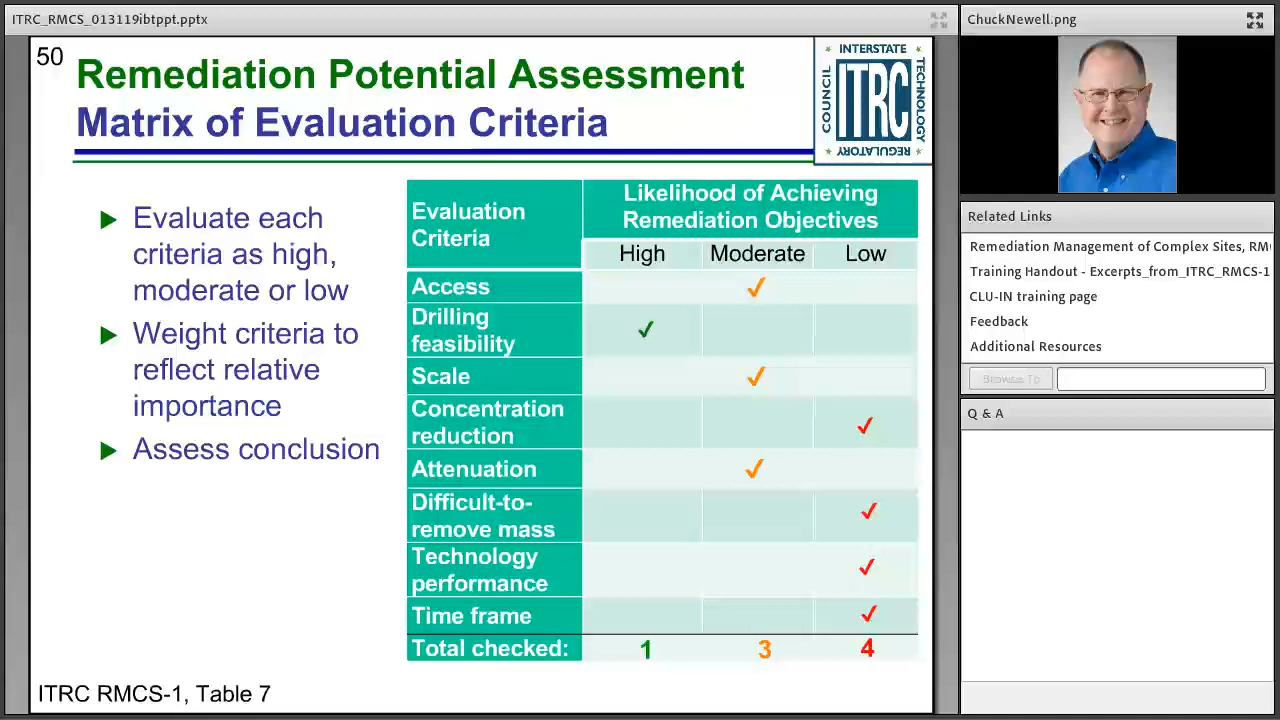 ITRC_RMCS_013119ibtppt.pptx
50
Remediation Potential Assessment
Matrix of Evaluation Criteria
INTERSTATE
COUNCIL
ITRC
TECHNOLOGY
REGULATORY
Evaluate each
criteria as high,
moderate or low
Weight criteria to
reflect relative
importance
Assess conclusion
Evaluation
Criteria
Likelihood of Achieving
Remediation Objectives
High Moderate Low
Access ✓
Drilling
feasibility ✓
Scale ✓
Concentration
reduction ✓
Attenuation ✓
Difficult-to-
remove mass ✓
Technology
performance ✓
Time frame ✓
Total checked: 1 3 4
ITRC RMCS-1, Table 7
ChuckNewell.png
Related Links
Remediation Management of Complex Sites, RM
Training Handout - Excerpts_from_ITRC_RMCS-1
CLU-IN training page
Feedback
Additional Resources
Browse To
Q & A